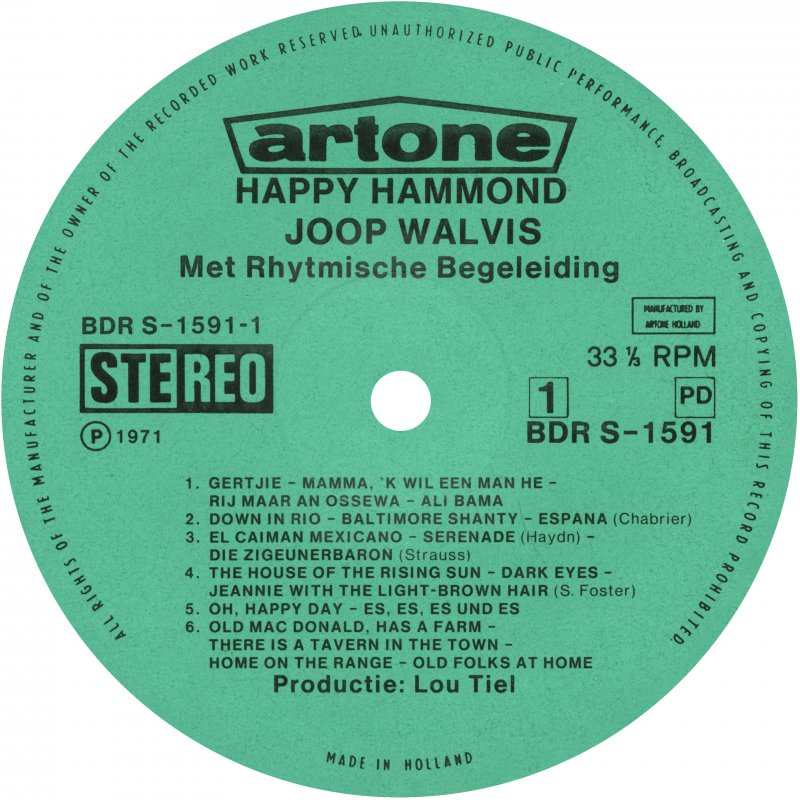 ALL RIGHTS OF THE MANUFACTURER AND OF THE OWNER OF THE RECORDED WORK RESERVED. UNAUTHORIZED PUBLIC PERFORMANCE, BROADCASTING AND COPYING OF THIS RECORD PROHIBITED.
artone
HAPPY HAMMOND
JOOP WALVIS
Met Rhytmische Begeleiding
BDR S-1591-1
STEREO
Ⓟ 1971
MANUFACTURED BY
ARTONE HOLLAND
33 ⅓ RPM
1 PD
BDR S-1591
1. GERTJIE - MAMMA, 'K WIL EEN MAN HE -
RIJ MAAR AN OSSEWA - ALI BAMA
2. DOWN IN RIO - BALTIMORE SHANTY - ESPANA (Chabrier)
3. EL CAIMAN MEXICANO - SERENADE (Haydn) -
DIE ZIGEUNERBARON (Strauss)
4. THE HOUSE OF THE RISING SUN - DARK EYES -
JEANNIE WITH THE LIGHT-BROWN HAIR (S. Foster)
5. OH, HAPPY DAY - ES, ES, ES UND ES
6. OLD MAC DONALD, HAS A FARM -
THERE IS A TAVERN IN THE TOWN -
HOME ON THE RANGE - OLD FOLKS AT HOME
Productie: Lou Tiel
MADE IN HOLLAND